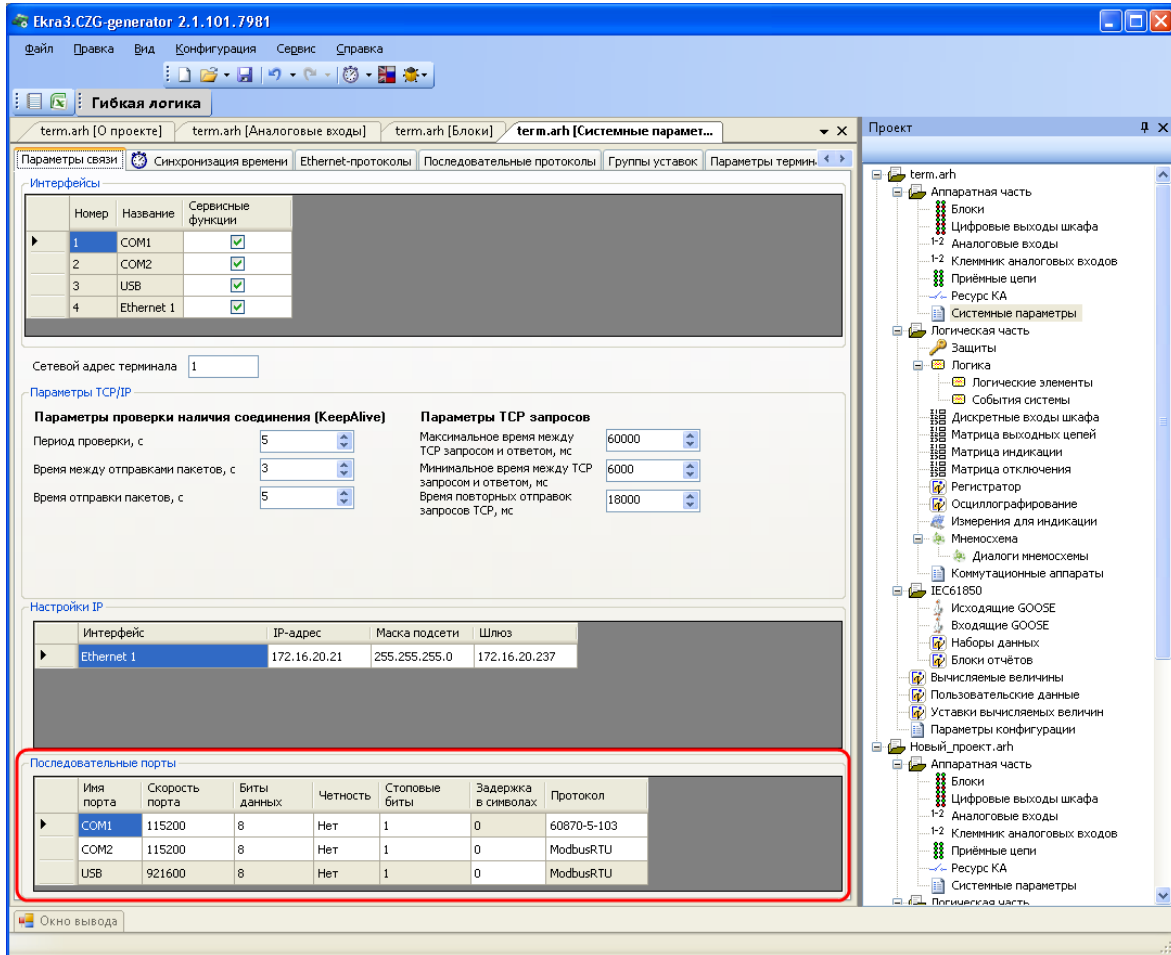 Ekra3.CZG-generator 2.1.101.7981
Файл Правка Вид Конфигурация Сервис Справка
Гибкая логика
term.arh [О проекте] term.arh [Аналоговые входы] term.arh [Блоки] term.arh [Системные парамет...
Параметры связи Синхронизация времени Ethernet-протоколы Последовательные протоколы Группы уставок Параметры термин
Интерфейсы
Номер Название Сервисные функции
1 COM1
2 COM2
3 USB
4 Ethernet 1
Сетевой адрес терминала 1
Параметры TCP/IP
Параметры проверки наличия соединения (KeepAlive)
Период проверки, с 5
Время между отправками пакетов, с 3
Время отправки пакетов, с 5
Параметры TCP запросов
Максимальное время между
TCP запросом и ответом, мс 60000
Минимальное время между TCP
запросом и ответом, мс 6000
Время повторных отправок
запросов TCP, мс 18000
Настройки IP
Интерфейс IP-адрес Маска подсети Шлюз
Ethernet 1 172.16.20.21 255.255.255.0 172.16.20.237
Последовательные порты
Имя порта Скорость порта Биты данных Четность Стоповые биты Задержка в символах Протокол
COM1 115200 8 Нет 1 0 60870-5-103
COM2 115200 8 Нет 1 0 ModbusRTU
USB 921600 8 Нет 1 0 ModbusRTU
Окно вывода
Проект
term.arh
Аппаратная часть
Блоки
Цифровые выходы шкафа
1-2 Аналоговые входы
1-2 Клеммник аналоговых входов
Приёмные цепи
Ресурс КА
Системные параметры
Логическая часть
Защиты
Логика
Логические элементы
События системы
Дискретные входы шкафа
Матрица выходных цепей
Матрица индикации
Матрица отключения
Регистратор
Осциллографирование
Измерения для индикации
Мнемосхема
Диалоги мнемосхемы
Коммутационные аппараты
IEC61850
Исходящие GOOSE
Входящие GOOSE
Наборы данных
Блоки отчётов
Вычисляемые величины
Пользовательские данные
Уставки вычисляемых величин
Параметры конфигурации
Новый_проект.arh
Аппаратная часть
Блоки
Цифровые выходы шкафа
1-2 Аналоговые входы
1-2 Клеммник аналоговых входов
Приёмные цепи
Ресурс КА
Системные параметры
Логическая часть